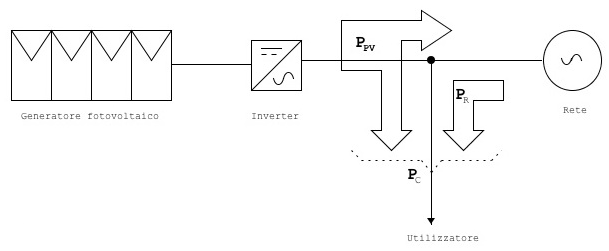 P_PV
P_R
Generatore fotovoltaico
Inverter
Rete
P_C
Utilizzatore